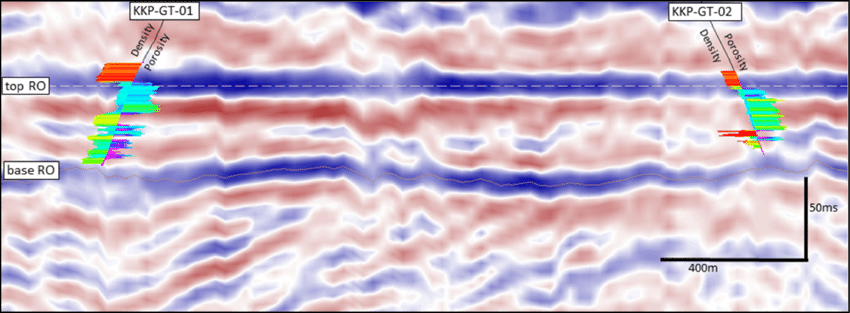 KKP-GT-01
KKP-GT-02
Density
Porosity
Density
Porosity
top RO
base RO
50ms
400m